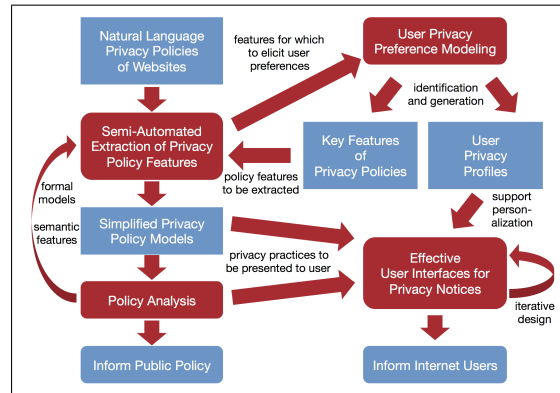 Natural Language
Privacy Policies
of Websites
features for which
to elicit user
preferences
User Privacy
Preference Modeling
identification
and generation
Semi-Automated
Extraction of Privacy
Policy Features
policy features
to be extracted
Key Features
of
Privacy Policies
User
Privacy
Profiles
formal
models
semantic
features
Simplified Privacy
Policy Models
privacy practices to
be presented to user
support
person-
alization
Effective
User Interfaces for
Privacy Notices
Policy Analysis
iterative
design
Inform Public Policy
Inform Internet Users